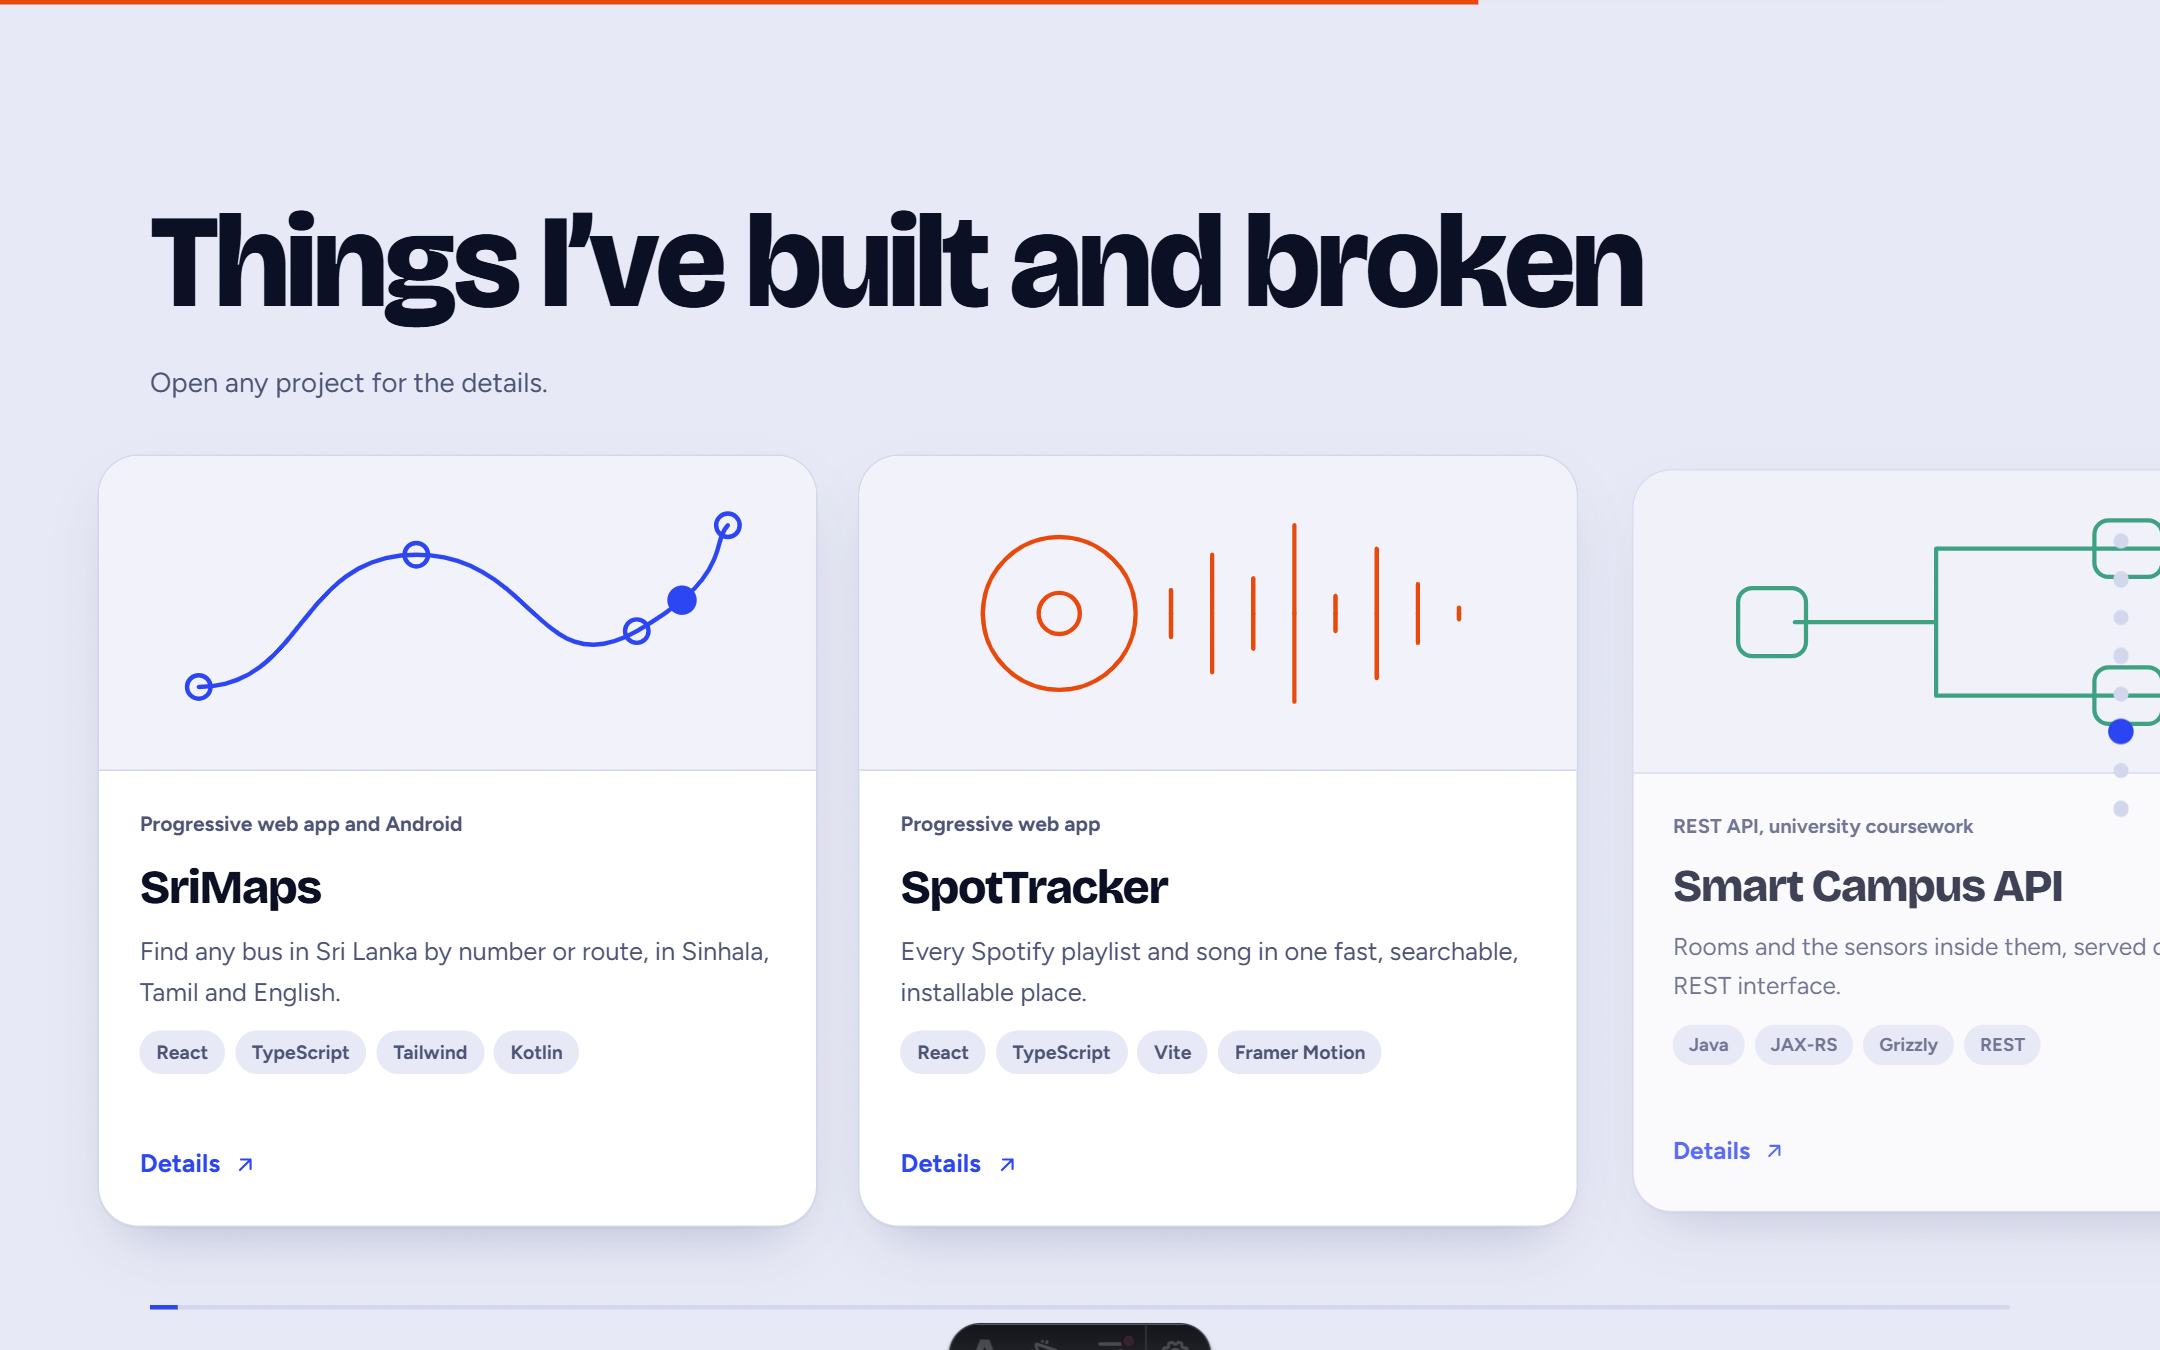 Things I’ve built and broken
Open any project for the details.
Progressive web app and Android
SriMaps
Find any bus in Sri Lanka by number or route, in Sinhala,
Tamil and English.
React TypeScript Tailwind Kotlin
Details
Progressive web app
SpotTracker
Every Spotify playlist and song in one fast, searchable,
installable place.
React TypeScript Vite Framer Motion
Details
REST API, university coursework
Smart Campus API
Rooms and the sensors inside them, served
REST interface.
Java JAX-RS Grizzly REST
Details